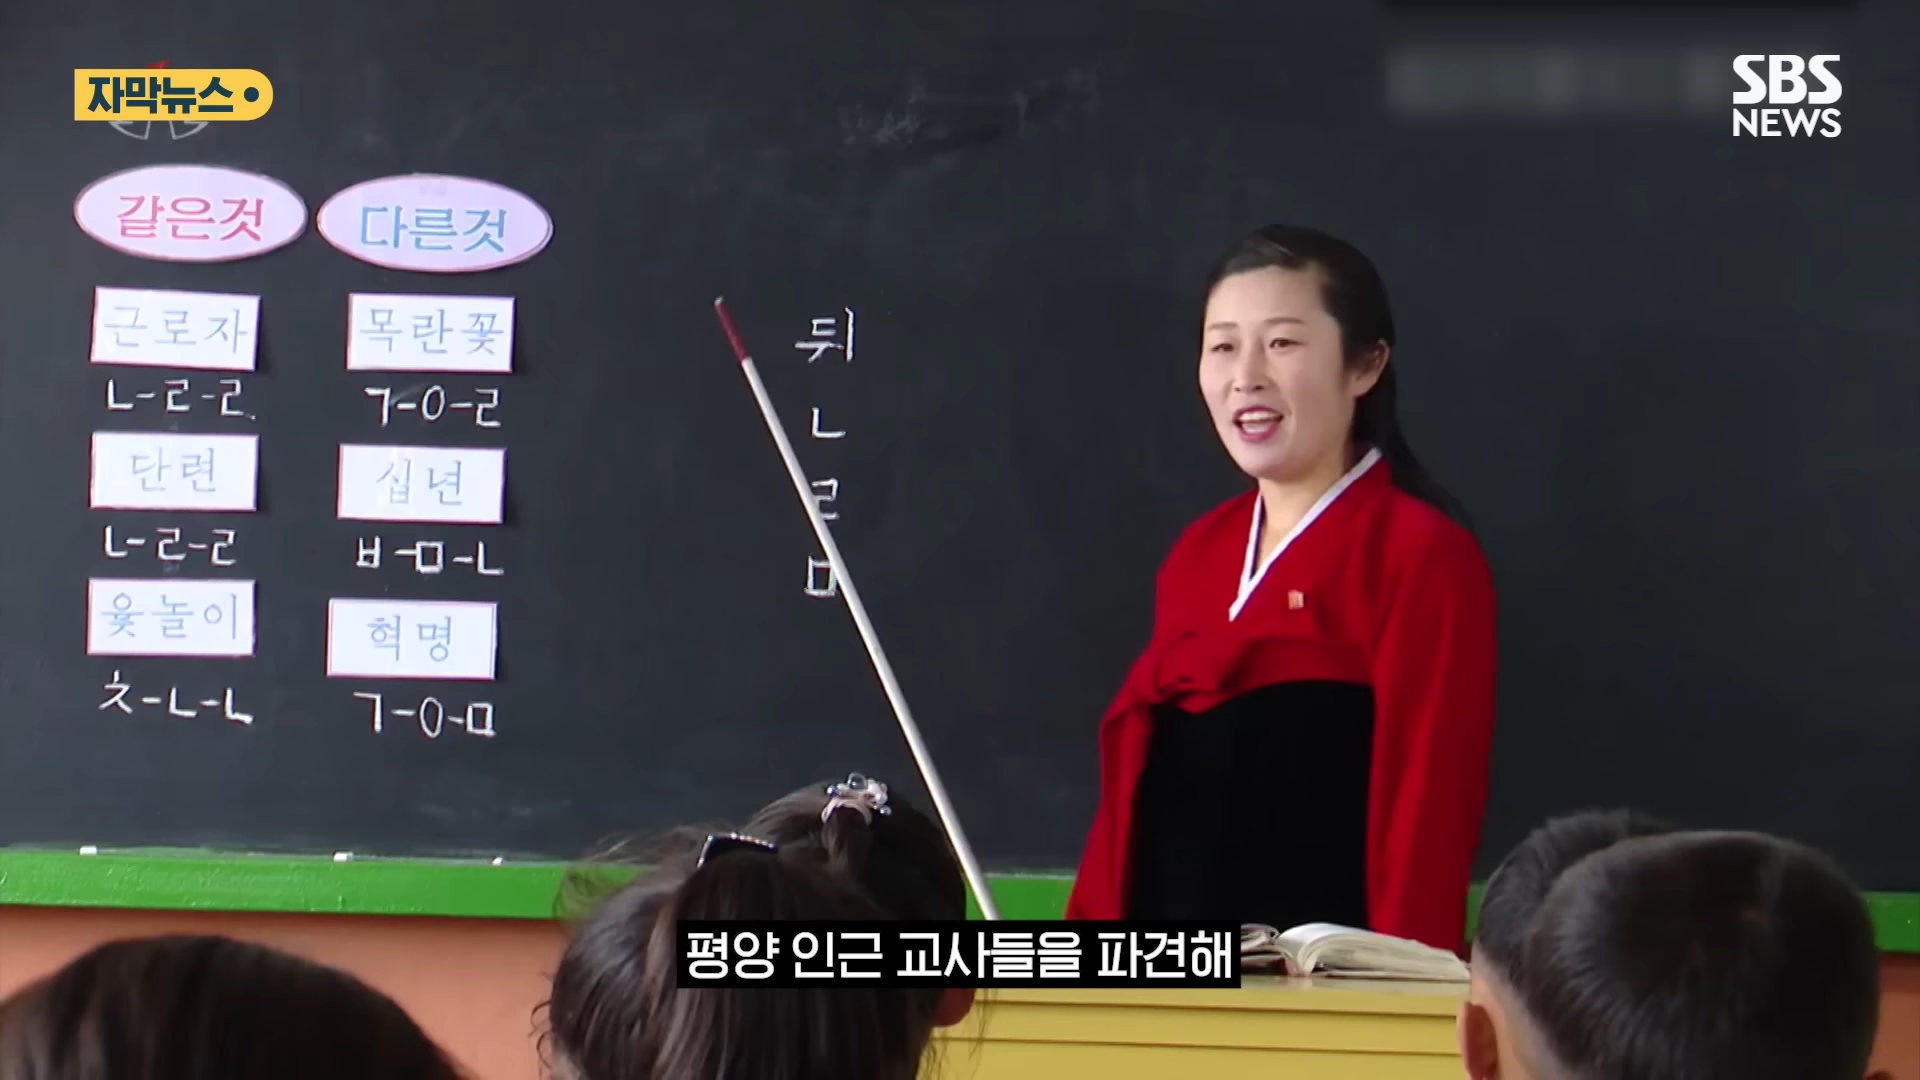 자막뉴스
SBS
NEWS
같은것 다른것
근로자 목란꽃
ㄴ-ㄹ-ㄹ ㄱ-ㅇ-ㄹ
단련 십년
ㄴ-ㄹ-ㄹ ㅂ-ㅁ-ㄴ
윷놀이 혁명
ㅊ-ㄴ-ㄴ ㄱ-ㅇ-ㅁ
뒤
ㄴ
ㄹ
ㅁ
평양 인근 교사들을 파견해